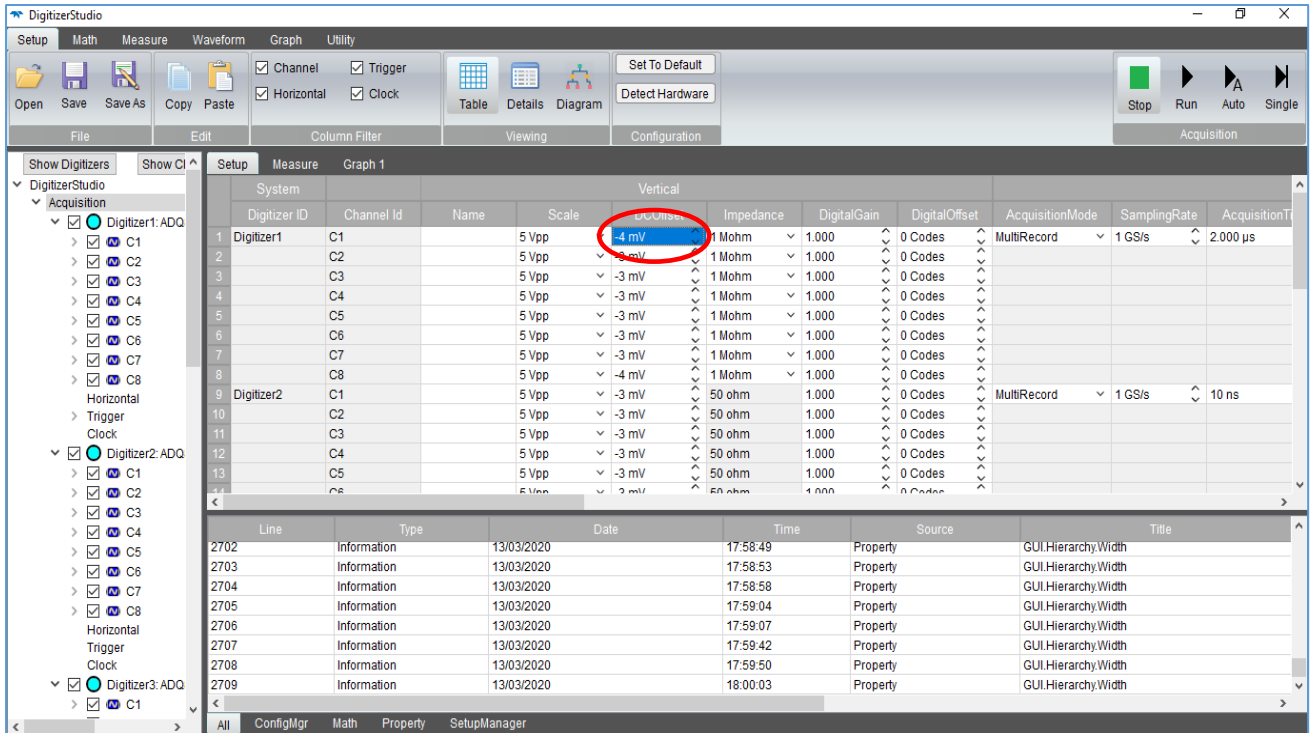 DigitizerStudio
Setup Math Measure Waveform Graph Utility
Open Save Save As Copy Paste
Channel Trigger
Horizontal Clock
Table Details Diagram
Set To Default
Detect Hardware
Stop Run Auto Single
File Edit Column Filter Viewing Configuration Acquisition
Show Digitizers Show Cl
DigitizerStudio
Acquisition
Digitizer1: ADQ
C1
C2
C3
C4
C5
C6
C7
C8
Horizontal
Trigger
Clock
Digitizer2: ADQ
C1
C2
C3
C4
C5
C6
C7
C8
Horizontal
Trigger
Clock
Digitizer3: ADQ
C1
Setup Measure Graph 1
System Vertical
Digitizer ID Channel Id Name Scale DCOffset Impedance DigitalGain DigitalOffset AcquisitionMode SamplingRate AcquisitionTi
1 Digitizer1 C1 5 Vpp -4 mV 1 Mohm 1.000 0 Codes MultiRecord 1 GS/s 2.000 µs
2 C2 5 Vpp -3 mV 1 Mohm 1.000 0 Codes
3 C3 5 Vpp -3 mV 1 Mohm 1.000 0 Codes
4 C4 5 Vpp -3 mV 1 Mohm 1.000 0 Codes
5 C5 5 Vpp -3 mV 1 Mohm 1.000 0 Codes
6 C6 5 Vpp -3 mV 1 Mohm 1.000 0 Codes
7 C7 5 Vpp -3 mV 1 Mohm 1.000 0 Codes
8 C8 5 Vpp -4 mV 1 Mohm 1.000 0 Codes
9 Digitizer2 C1 5 Vpp -3 mV 50 ohm 1.000 0 Codes MultiRecord 1 GS/s 10 ns
10 C2 5 Vpp -3 mV 50 ohm 1.000 0 Codes
11 C3 5 Vpp -3 mV 50 ohm 1.000 0 Codes
12 C4 5 Vpp -3 mV 50 ohm 1.000 0 Codes
13 C5 5 Vpp -3 mV 50 ohm 1.000 0 Codes
14 C6 5 Vpp -3 mV 50 ohm 1.000 0 Codes
Line Type Date Time Source Title
2702 Information 13/03/2020 17:58:49 Property GUI.Hierarchy.Width
2703 Information 13/03/2020 17:58:53 Property GUI.Hierarchy.Width
2704 Information 13/03/2020 17:58:58 Property GUI.Hierarchy.Width
2705 Information 13/03/2020 17:59:04 Property GUI.Hierarchy.Width
2706 Information 13/03/2020 17:59:07 Property GUI.Hierarchy.Width
2707 Information 13/03/2020 17:59:42 Property GUI.Hierarchy.Width
2708 Information 13/03/2020 17:59:50 Property GUI.Hierarchy.Width
2709 Information 13/03/2020 18:00:03 Property GUI.Hierarchy.Width
All ConfigMgr Math Property SetupManager